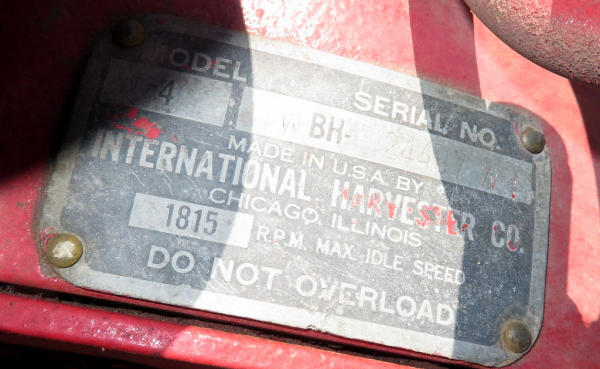 MODEL SERIAL NO.
4 WBH-
MADE IN U.S.A. BY
INTERNATIONAL HARVESTER CO.
CHICAGO, ILLINOIS
1815 R.P.M. MAX. IDLE SPEED
DO NOT OVERLOAD